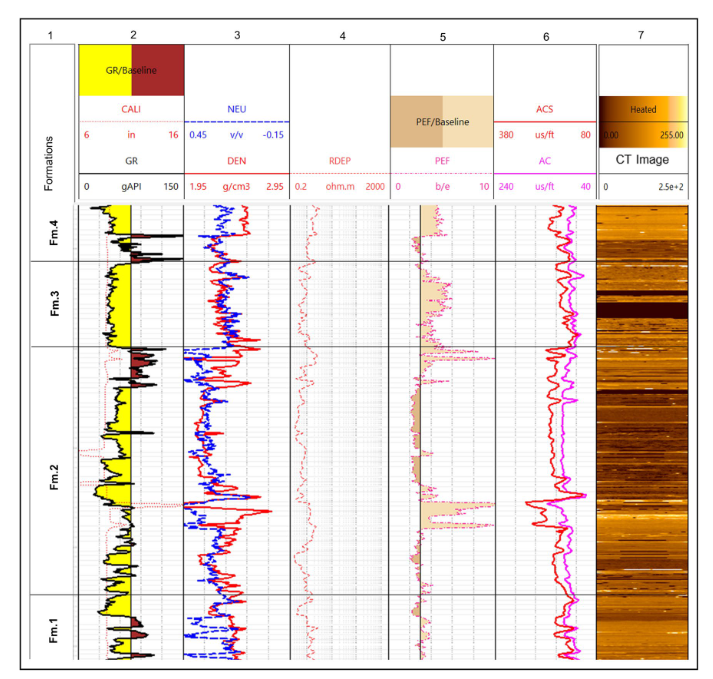 1 2 3 4 5 6 7
GR/Baseline
CALI NEU ACS Heated
PEF/Baseline
6 in 16 0.45 v/v -0.15 380 us/ft 80 0.00 255.00
GR DEN RDEP PEF AC CT Image
0 gAPI 150 1.95 g/cm3 2.95 0.2 ohm.m 2000 0 b/e 10 240 us/ft 40 0 2.5e+2
Formations
Fm.4
Fm.3
Fm.2
Fm.1